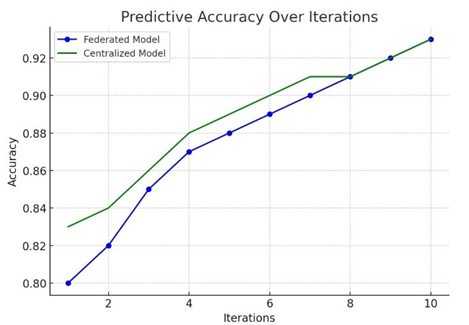 Predictive Accuracy Over Iterations
Federated Model
Centralized Model
Accuracy
0.92
0.90
0.88
0.86
0.84
0.82
0.80
2 4 6 8 10
Iterations